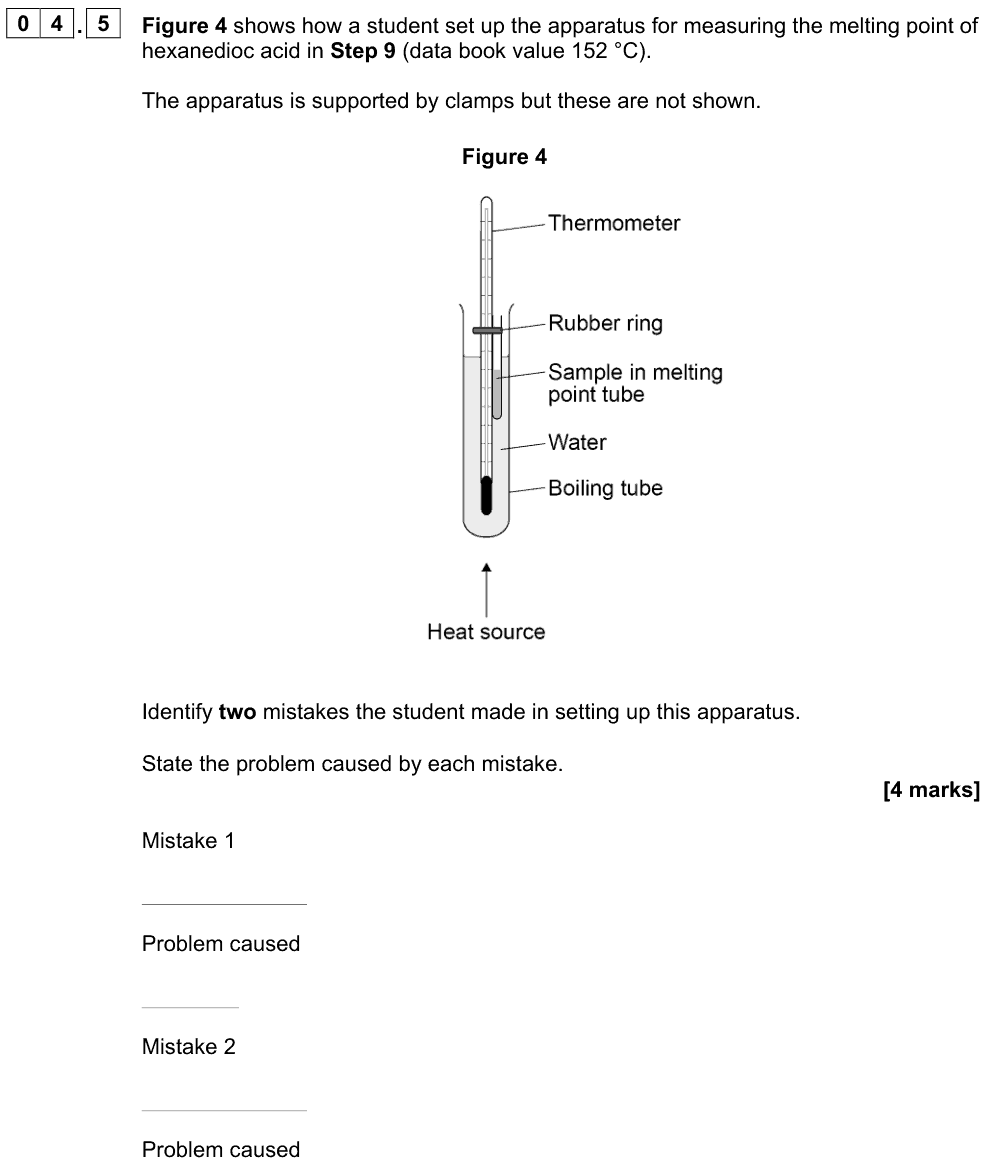 0 4 . 5 Figure 4 shows how a student set up the apparatus for measuring the melting point of
hexanedioc acid in Step 9 (data book value 152 °C).
The apparatus is supported by clamps but these are not shown.
Figure 4
Thermometer
Rubber ring
Sample in melting
point tube
Water
Boiling tube
Heat source
Identify two mistakes the student made in setting up this apparatus.
State the problem caused by each mistake.
[4 marks]
Mistake 1
Problem caused
Mistake 2
Problem caused